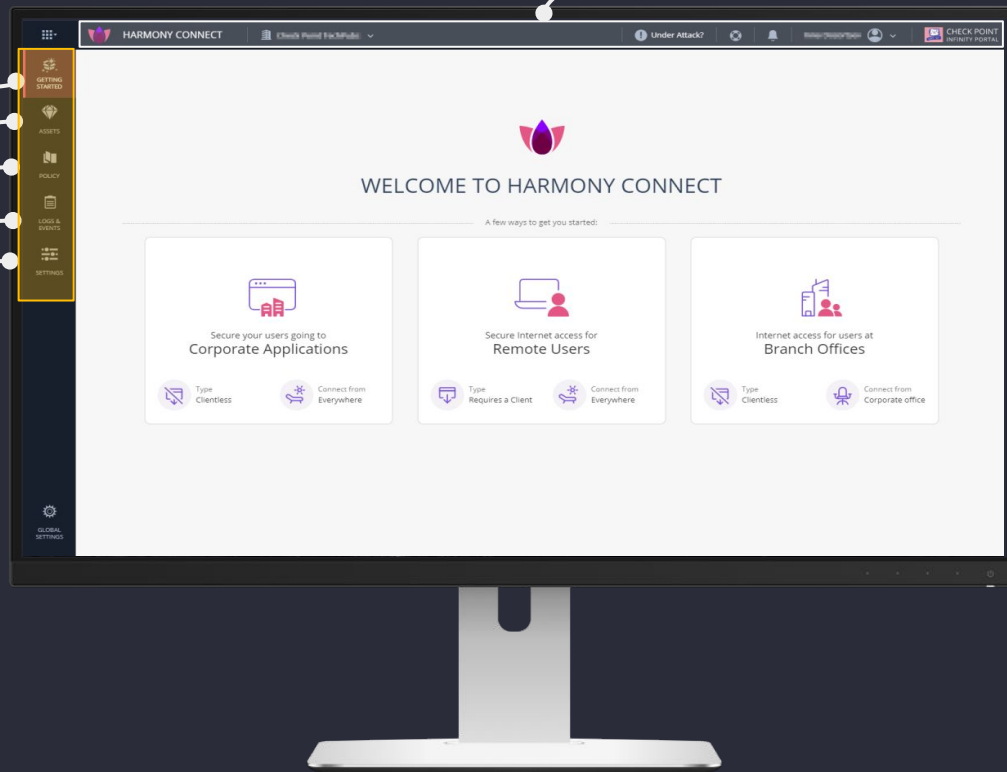 HARMONY CONNECT
Under Attack?
CHECK POINT
INFINITY PORTAL
GETTING
STARTED
ASSETS
POLICY
LOGS &
EVENTS
SETTINGS
GLOBAL
SETTINGS
WELCOME TO HARMONY CONNECT
A few ways to get you started:
Secure your users going to
Corporate Applications
Type
Clientless
Connect from
Everywhere
Secure Internet access for
Remote Users
Type
Requires a Client
Connect from
Everywhere
Internet access for users at
Branch Offices
Type
Clientless
Connect from
Corporate office